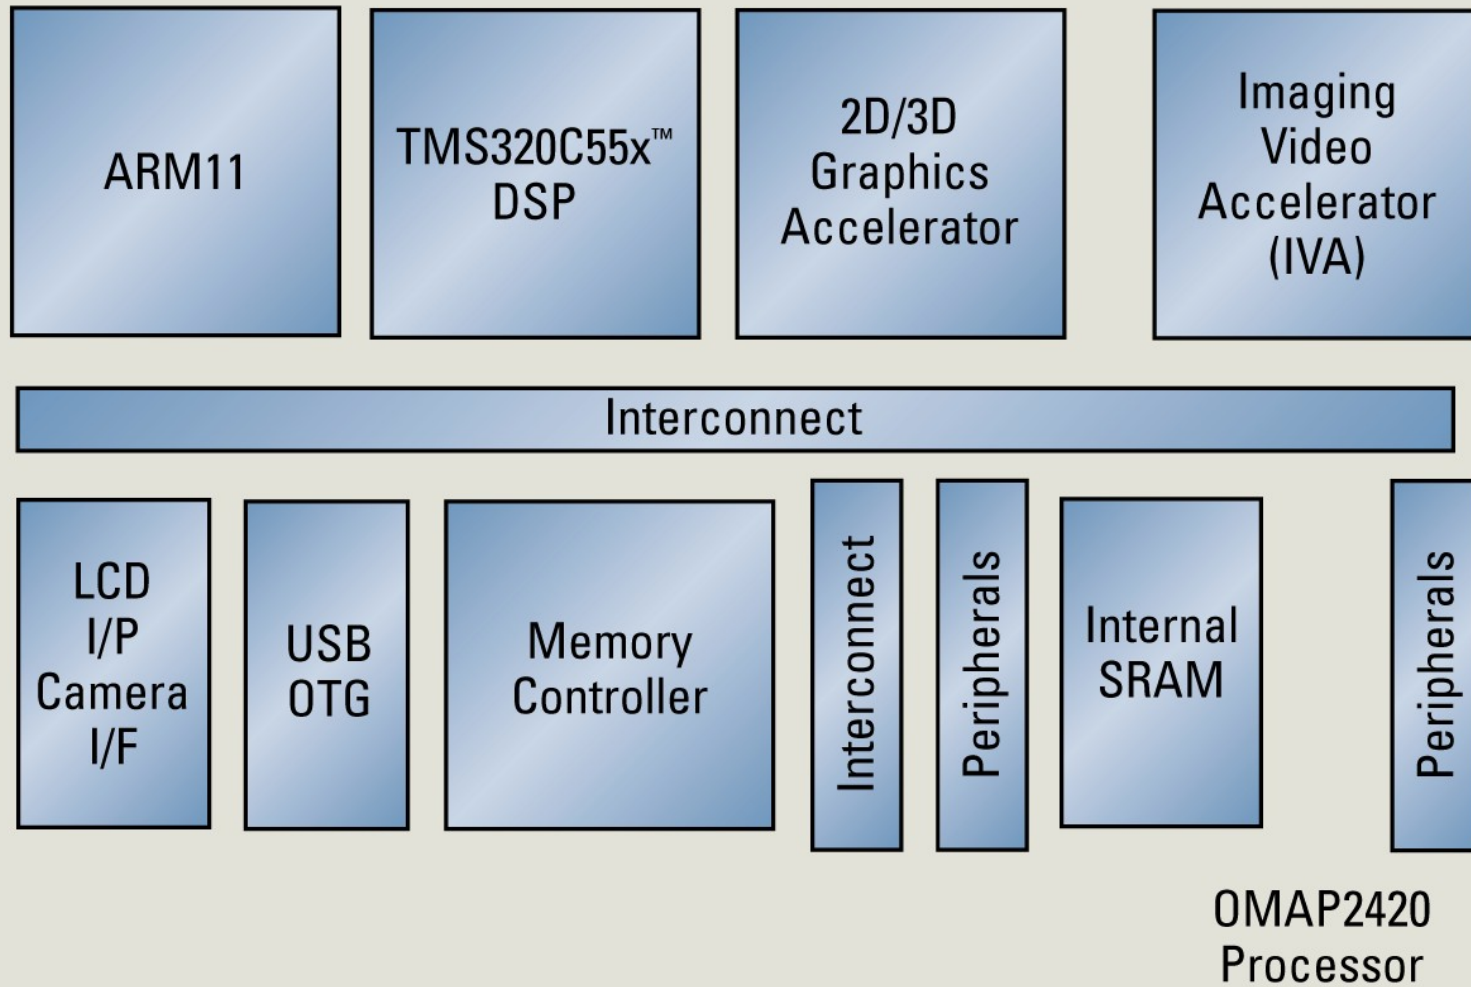 ARM11
TMS320C55x™
DSP
2D/3D
Graphics
Accelerator
Imaging
Video
Accelerator
(IVA)
Interconnect
LCD
I/P
Camera
I/F
USB
OTG
Memory
Controller
Interconnect
Peripherals
Internal
SRAM
Peripherals
OMAP2420
Processor